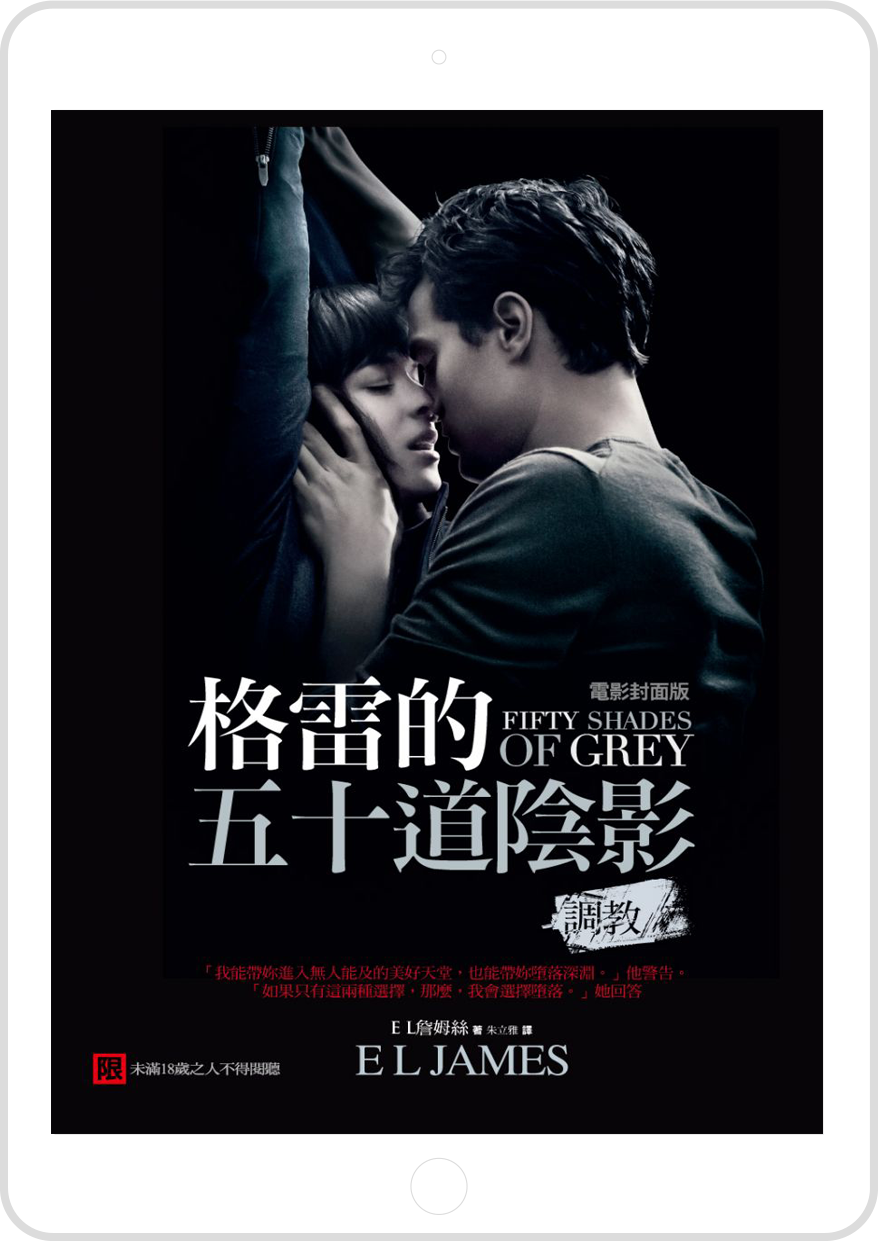 電影封面版
格雷的
FIFTY SHADES
OF GREY
五十道陰影
調教
「我能帶妳進入無人能及的美好天堂，也能帶妳墮落深淵。」他警告。
「如果只有這兩種選擇，那麼，我會選擇墮落。」她回答
E L詹姆絲 著 朱立雅 譯
E L JAMES
限 未滿18歲之人不得閱聽